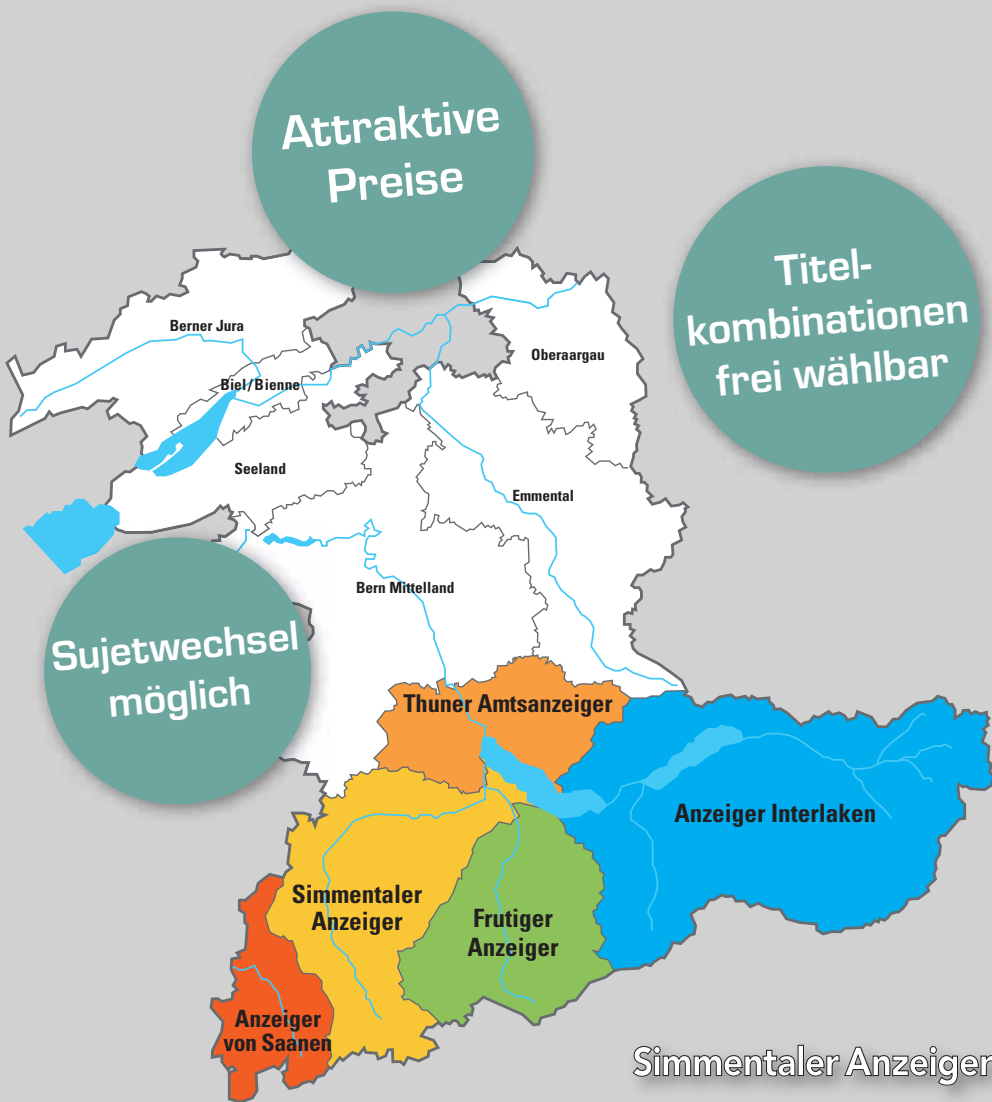 Attraktive
Preise
Titel-
kombinationen
frei wählbar
Berner Jura
Oberaargau
Biel/Bienne
Seeland
Emmental
Bern Mittelland
Sujetwechsel
möglich
Thuner Amtsanzeiger
Anzeiger Interlaken
Simmentaler
Anzeiger
Frutiger
Anzeiger
Anzeiger
von Saanen
Simmentaler Anzeiger